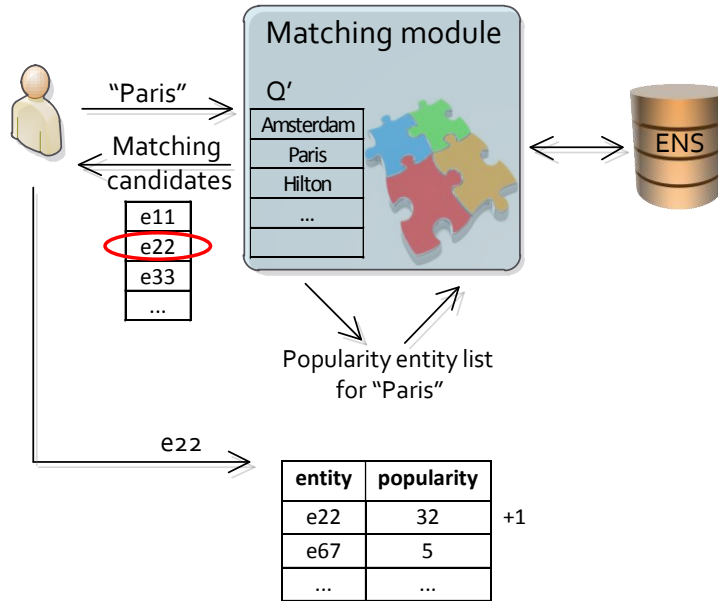 Matching module
"Paris"
Q'
Amsterdam
Paris
Hilton
...
ENS
Matching
candidates
e11
e22
e33
...
Popularity entity list
for "Paris"
e22
entity popularity
e22 32 +1
e67 5
... ...